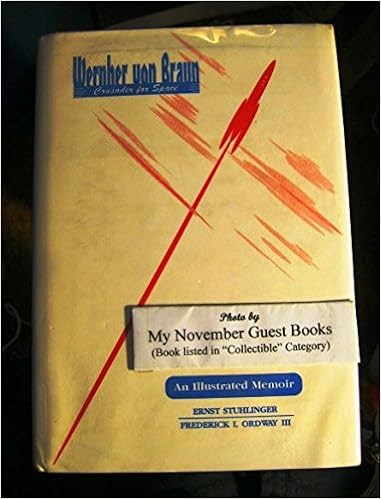 Wernher von Braun
Crusader for Space
Photo by
My November Guest Books
(Book listed in "Collectible" Category)
An Illustrated Memoir
ERNST STUHLINGER
FREDERICK I. ORDWAY III